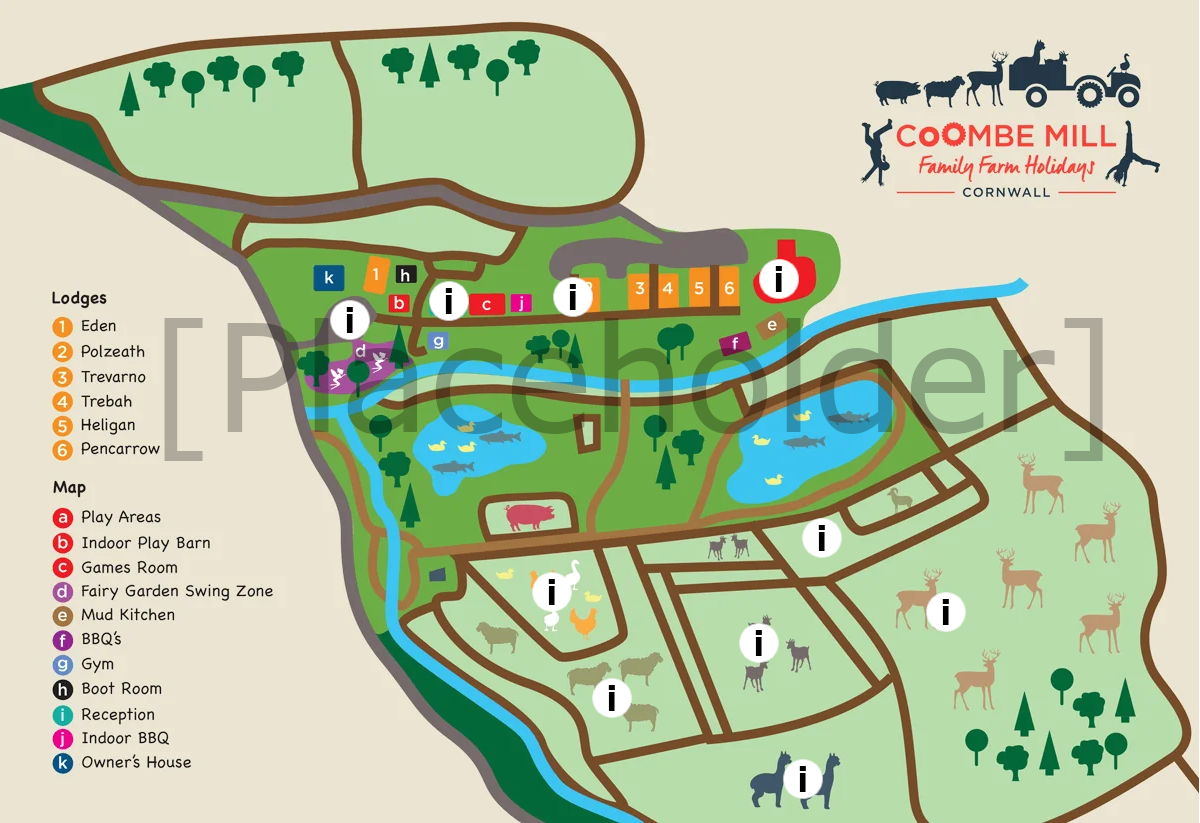 COOMBE MILL
Family Farm Holidays
CORNWALL
k
1
h
b
i
c
j
i
3
4
5
6
i
i
d
g
f
e
[Placeholder]
Lodges
1 Eden
2 Polzeath
3 Trevarno
4 Trebah
5 Heligan
6 Pencarrow
Map
a Play Areas
b Indoor Play Barn
c Games Room
d Fairy Garden Swing Zone
e Mud Kitchen
f BBQ's
g Gym
h Boot Room
i Reception
j Indoor BBQ
k Owner's House
i
i
i
i
i
i